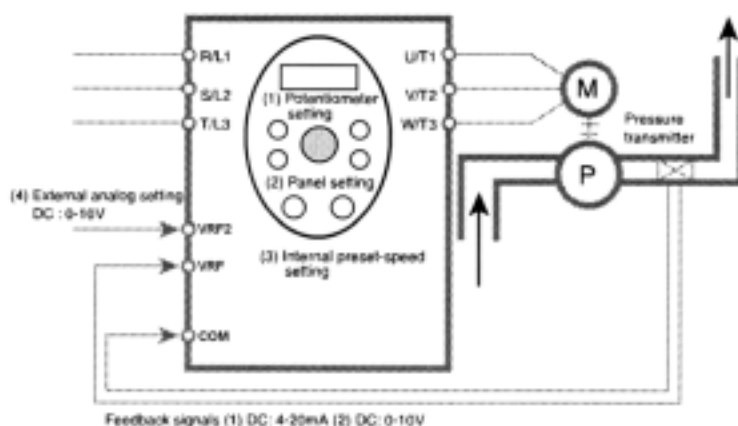 R/L1
S/L2
T/L3
(1) Potentiometer
setting
(2) Panel setting
(3) Internal preset-speed
setting
U/T1
V/T2
W/T3
M
P
Pressure
transmitter
(4) External analog setting
DC : 0-10V
VRF2
VRF
COM
Feedback signals (1) DC: 4-20mA (2) DC: 0-10V